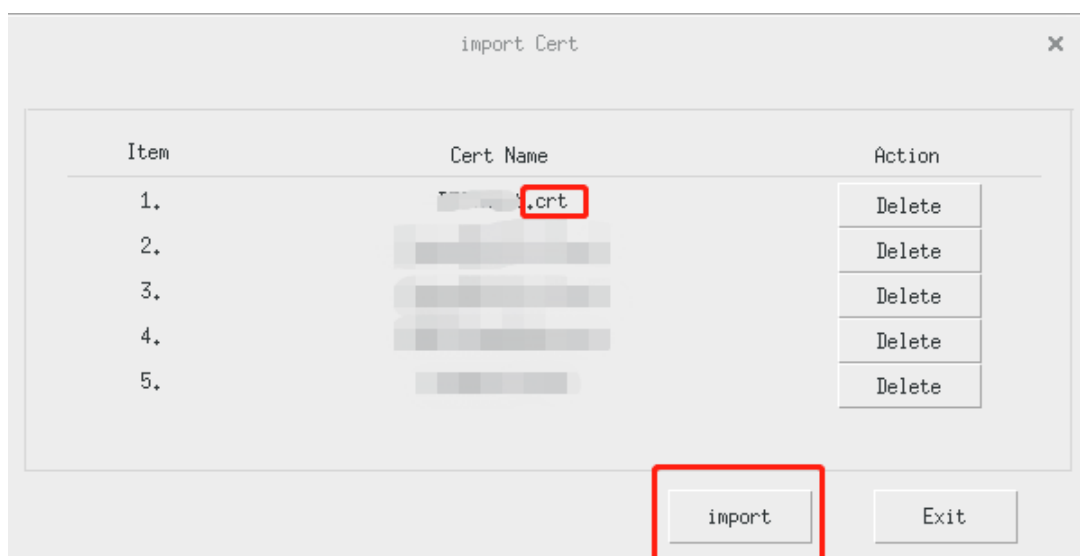 import Cert
Item Cert Name Action
1. .crt Delete
2. Delete
3. Delete
4. Delete
5. Delete
import Exit